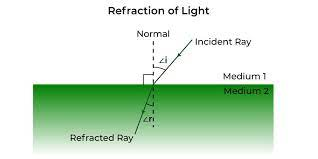 Refraction of Light
Normal
Incident Ray
∠i
Medium 1
Medium 2
∠r
Refracted Ray